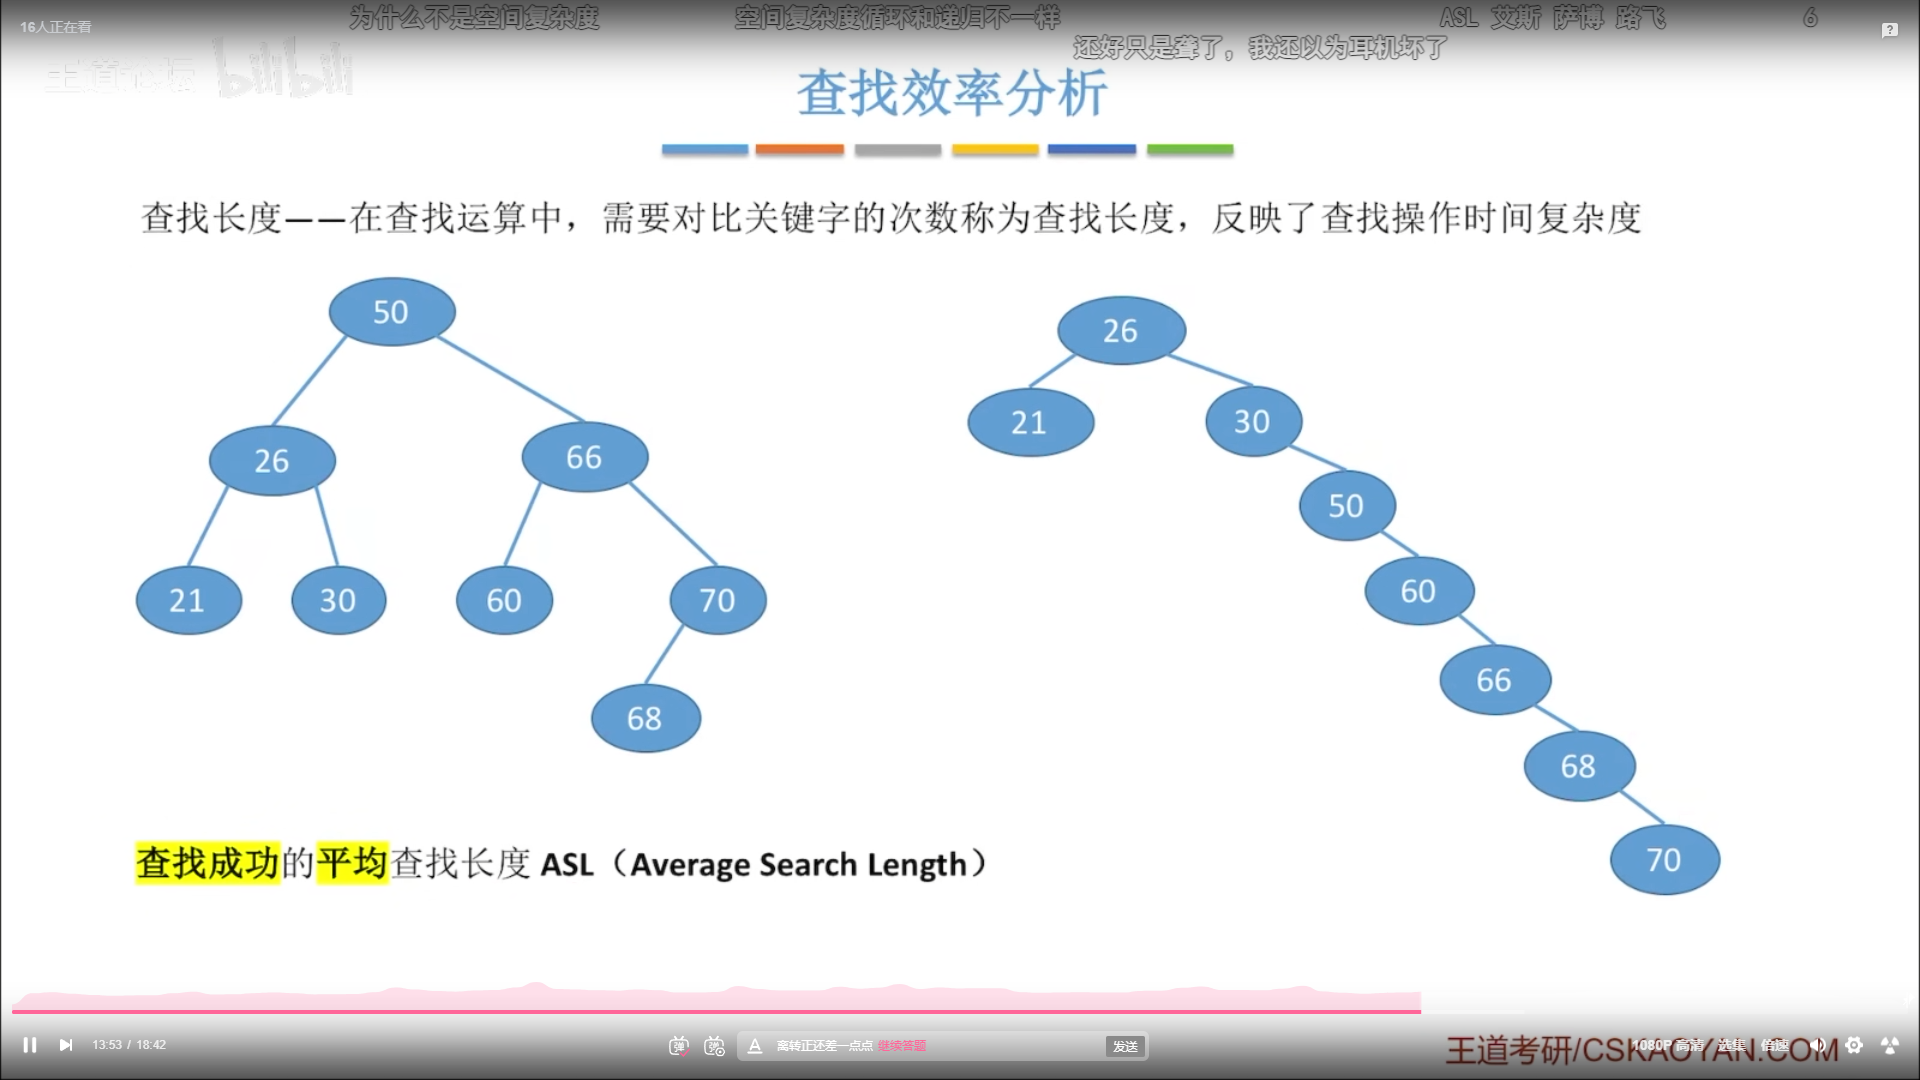 为什么不是空间复杂度 空间复杂度循环和递归不一样 ASL 艾斯 萨博 路飞 6
16人正在看
还好只是聋了，我还以为耳机坏了
王道论坛 bilibili
查找效率分析
查找长度——在查找运算中，需要对比关键字的次数称为查找长度，反映了查找操作时间复杂度
50
26 66
21 30 60 70
68
26
21 30
50
60
66
68
70
查找成功的平均查找长度 ASL（Average Search Length）
13:53 / 18:42 弹 弹 A 离转正还差一点点 继续答题 发送 1080P 高清 选集 倍速
王道考研/CSKAOYAN.COM